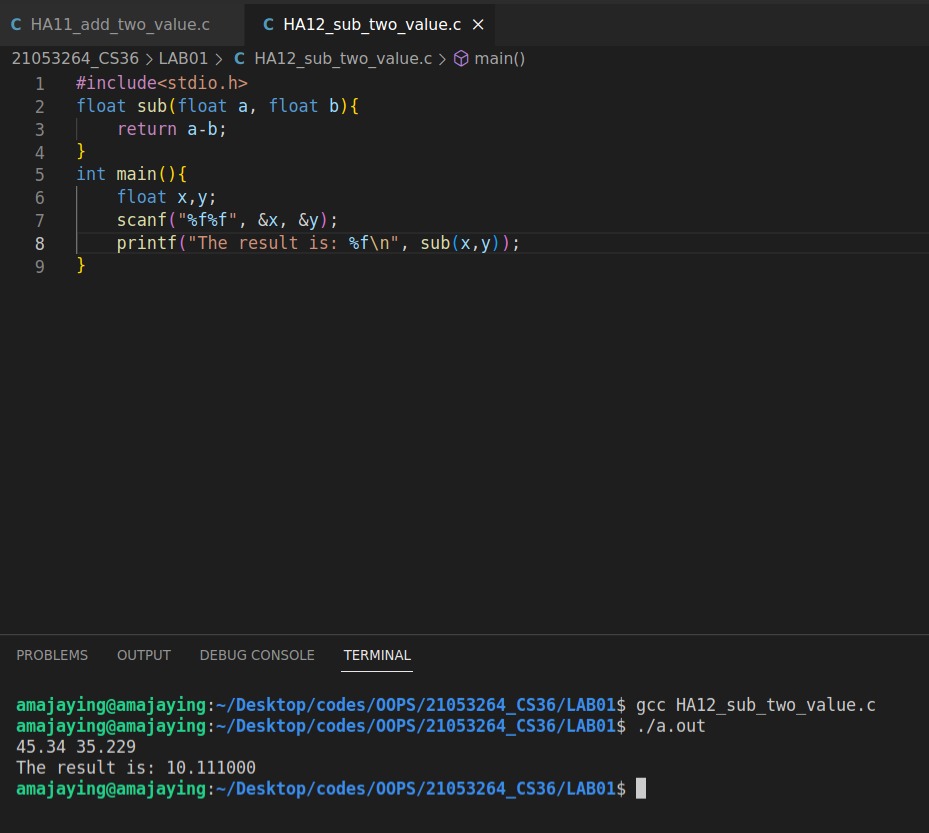 C HA11_add_two_value.c C HA12_sub_two_value.c ×
21053264_CS36 > LAB01 > C HA12_sub_two_value.c > main()
1 #include<stdio.h>
2 float sub(float a, float b){
3     return a-b;
4 }
5 int main(){
6     float x,y;
7     scanf("%f%f", &x, &y);
8     printf("The result is: %f\n", sub(x,y));
9 }
PROBLEMS OUTPUT DEBUG CONSOLE TERMINAL
amajaying@amajaying:~/Desktop/codes/OOPS/21053264_CS36/LAB01$ gcc HA12_sub_two_value.c
amajaying@amajaying:~/Desktop/codes/OOPS/21053264_CS36/LAB01$ ./a.out
45.34 35.229
The result is: 10.111000
amajaying@amajaying:~/Desktop/codes/OOPS/21053264_CS36/LAB01$